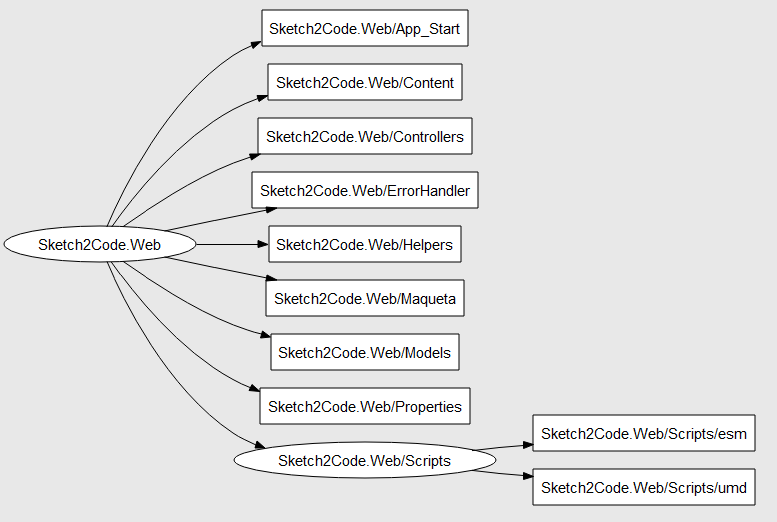 Sketch2Code.Web/App_Start
Sketch2Code.Web/Content
Sketch2Code.Web/Controllers
Sketch2Code.Web/ErrorHandler
Sketch2Code.Web
Sketch2Code.Web/Helpers
Sketch2Code.Web/Maqueta
Sketch2Code.Web/Models
Sketch2Code.Web/Properties
Sketch2Code.Web/Scripts
Sketch2Code.Web/Scripts/esm
Sketch2Code.Web/Scripts/umd